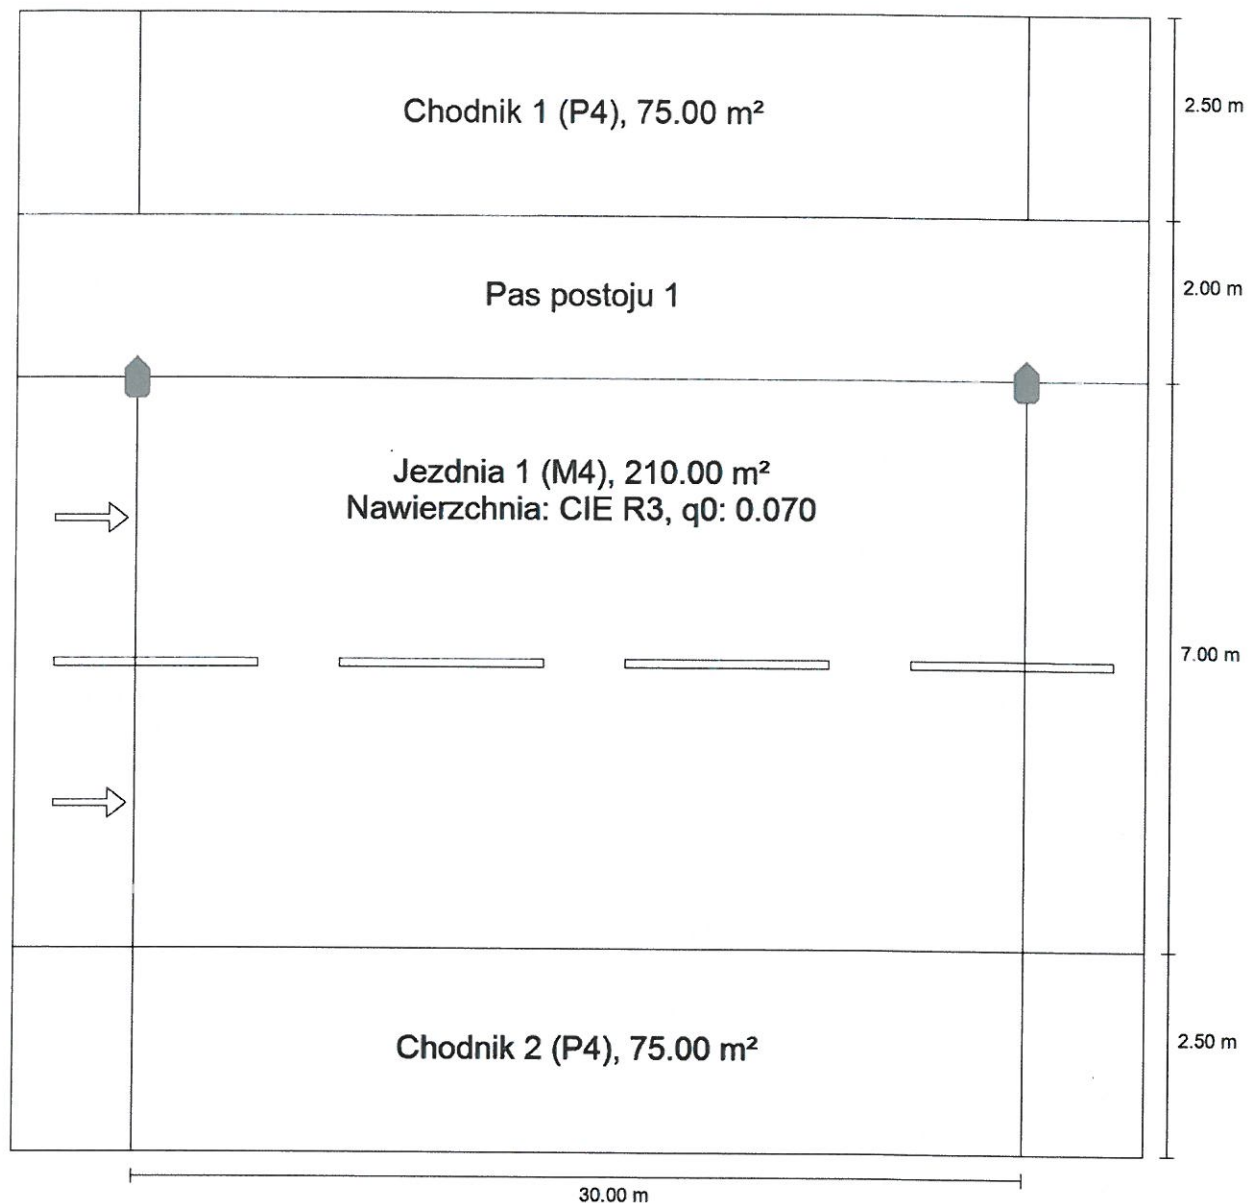 Chodnik 1 (P4), 75.00 m²
2.50 m
Pas postoju 1
2.00 m
Jezdnia 1 (M4), 210.00 m²
Nawierzchnia: CIE R3, q0: 0.070
7.00 m
Chodnik 2 (P4), 75.00 m²
2.50 m
30.00 m